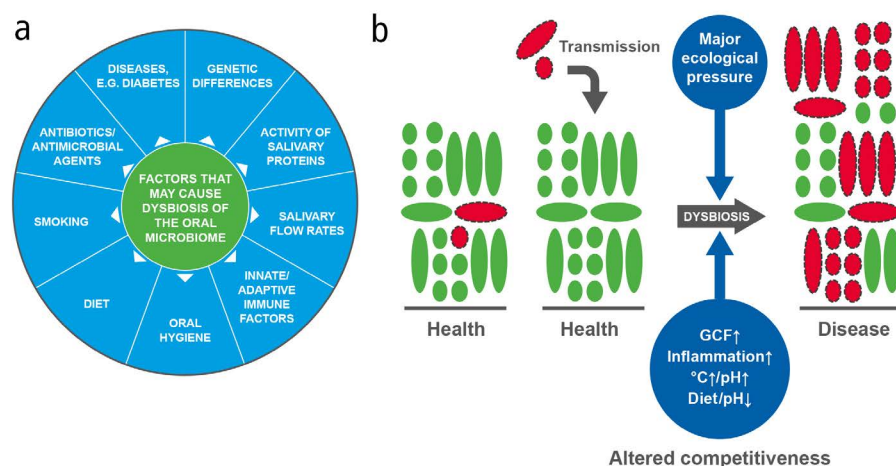 a
DISEASES,
E.G. DIABETES
GENETIC
DIFFERENCES
ANTIBIOTICS/
ANTIMICROBIAL
AGENTS
ACTIVITY OF
SALIVARY
PROTEINS
FACTORS THAT
MAY CAUSE
DYSBIOSIS OF
THE ORAL
MICROBIOME
SMOKING
SALIVARY
FLOW RATES
DIET
INNATE/
ADAPTIVE
IMMUNE
FACTORS
ORAL
HYGIENE
b
Transmission
Major
ecological
pressure
DYSBIOSIS
Health
Health
Disease
GCF↑
Inflammation↑
°C↑/pH↑
Diet/pH↓
Altered competitiveness